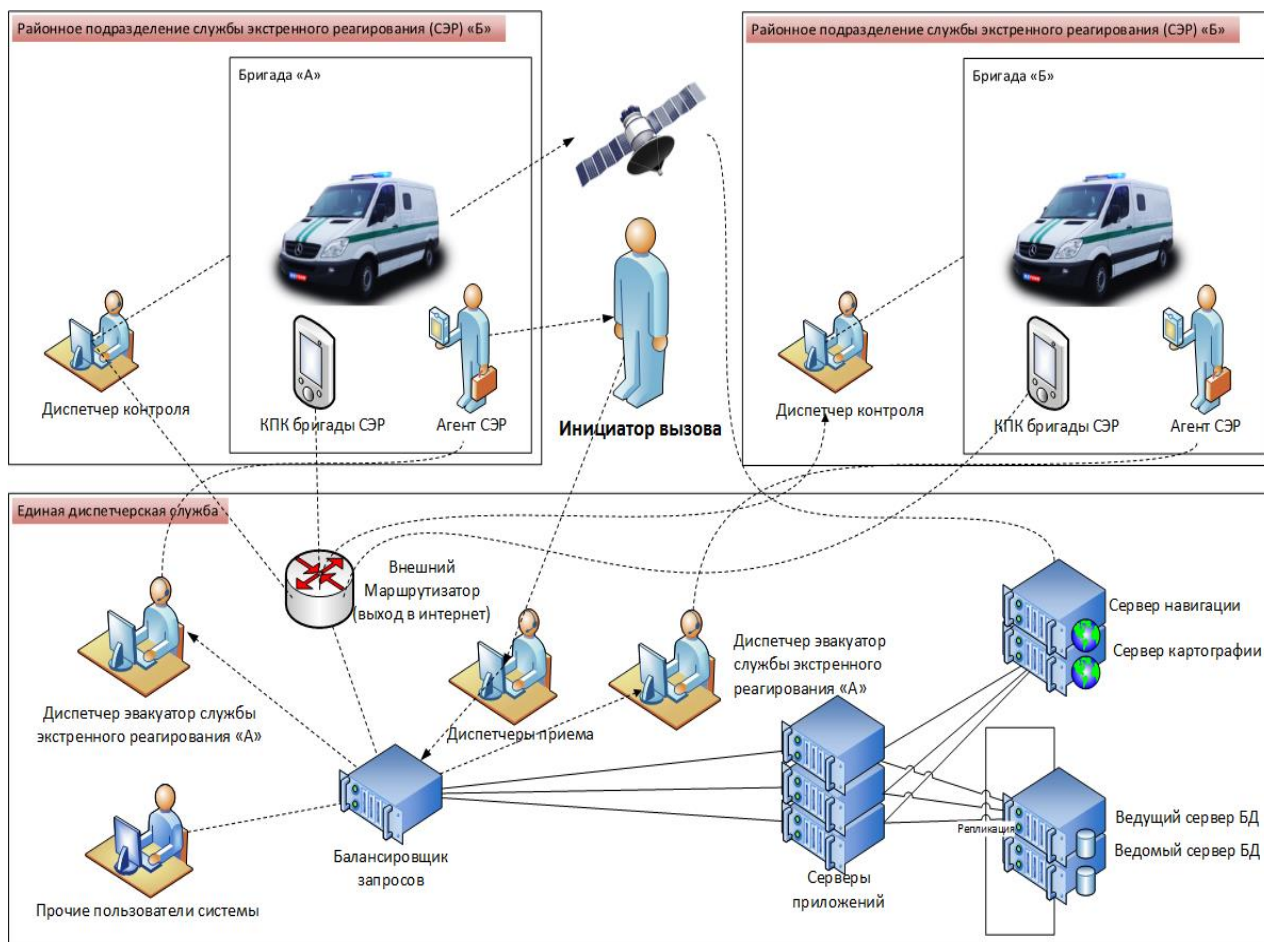 Районное подразделение службы экстренного реагирования (СЭР) «Б»
Бригада «А»
Диспетчер контроля
КПК бригады СЭР
Агент СЭР
Инициатор вызова
Районное подразделение службы экстренного реагирования (СЭР) «Б»
Бригада «Б»
Диспетчер контроля
КПК бригады СЭР
Агент СЭР
Единая диспетчерская служба
Внешний
Маршрутизатор
(выход в интернет)
Диспетчер эвакуатор службы
экстренного реагирования «А»
Диспетчеры приема
Диспетчер эвакуатор
службы экстренного
реагирования «А»
Сервер навигации
Сервер картографии
Прочие пользователи системы
Балансировщик
запросов
Серверы
приложений
Репликация
Ведущий сервер БД
Ведомый сервер БД